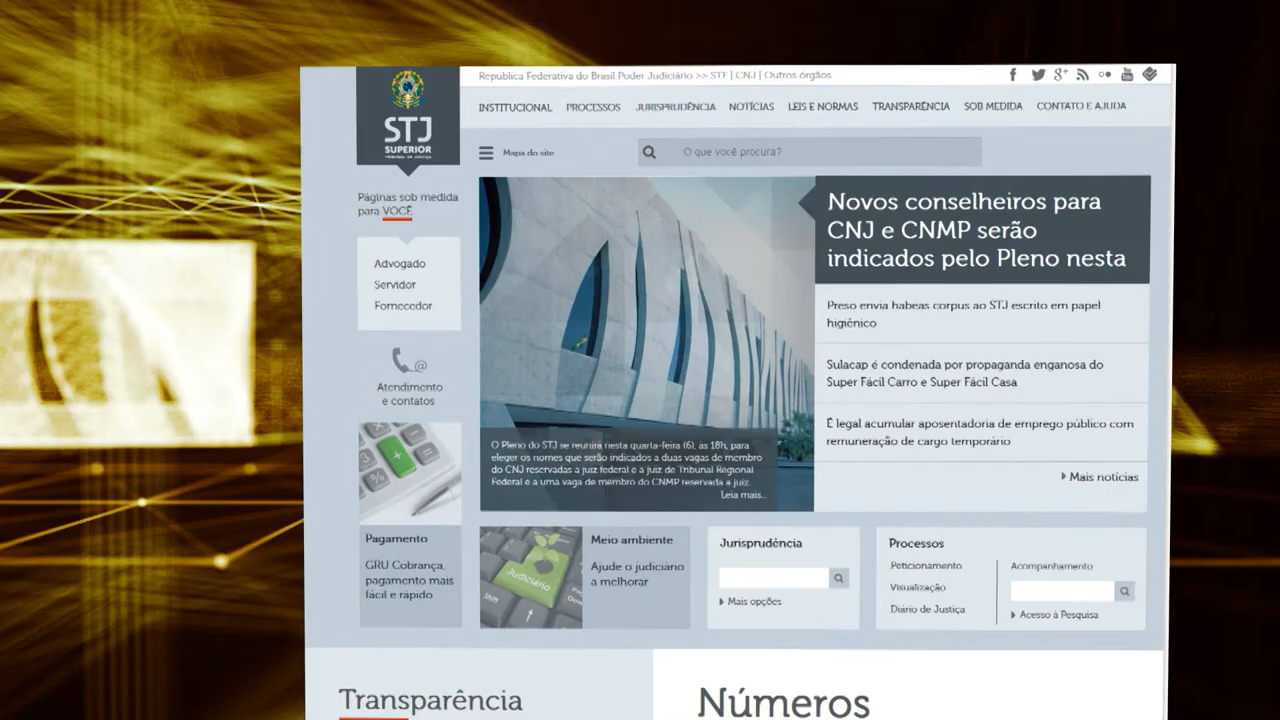 República Federativa do Brasil Poder Judiciário >> STF | CNJ | Outros órgãos
STJ
SUPERIOR
TRIBUNAL DA JUSTIÇA
INSTITUCIONAL PROCESSOS JURISPRUDÊNCIA NOTÍCIAS LEIS E NORMAS TRANSPARÊNCIA SOB MEDIDA CONTATO E AJUDA
Mapa do site
O que você procura?
Páginas sob medida
para VOCÊ
Advogado
Servidor
Fornecedor
Atendimento
e contatos
Novos conselheiros para
CNJ e CNMP serão
indicados pelo Pleno nesta
Preso envia habeas corpus ao STJ escrito em papel
higiênico
Sulacap é condenada por propaganda enganosa do
Super Fácil Carro e Super Fácil Casa
É legal acumular aposentadoria de emprego público com
remuneração de cargo temporário
Mais notícias
O Pleno do STJ se reunirá nesta quarta-feira (6), às 18h, para
eleger os nomes que serão indicados a duas vagas de membro
do CNJ reservadas a juiz federal e a juiz de Tribunal Regional
Federal e a uma vaga de membro do CNMP reservada a juiz.
Leia mais...
Pagamento
GRU Cobrança,
pagamento mais
fácil e rápido
Judiciário
Shift
Meio ambiente
Ajude o judiciário
a melhorar
Jurisprudência
Mais opções
Processos
Peticionamento
Visualização
Diário de Justiça
Acompanhamento
Acesso à Pesquisa
Transparência
Números